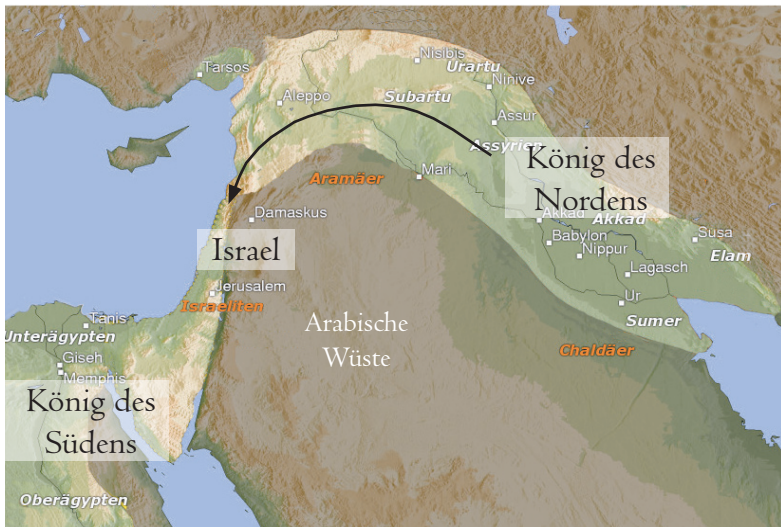 Tarsos
Nisibis
Urartu
Ninive
Aleppo
Subartu
Assur
Assyrien
König des
Nordens
Mari
Aramäer
Akkad
Akkad
Damaskus
Babylon
Susa
Israel
Nippur
Elam
Lagasch
Jerusalem
Israeliten
Ur
Arabische
Wüste
Sumer
Tanis
Unterägypten
Chaldäer
Giseh
Memphis
König des
Südens
Oberägypten